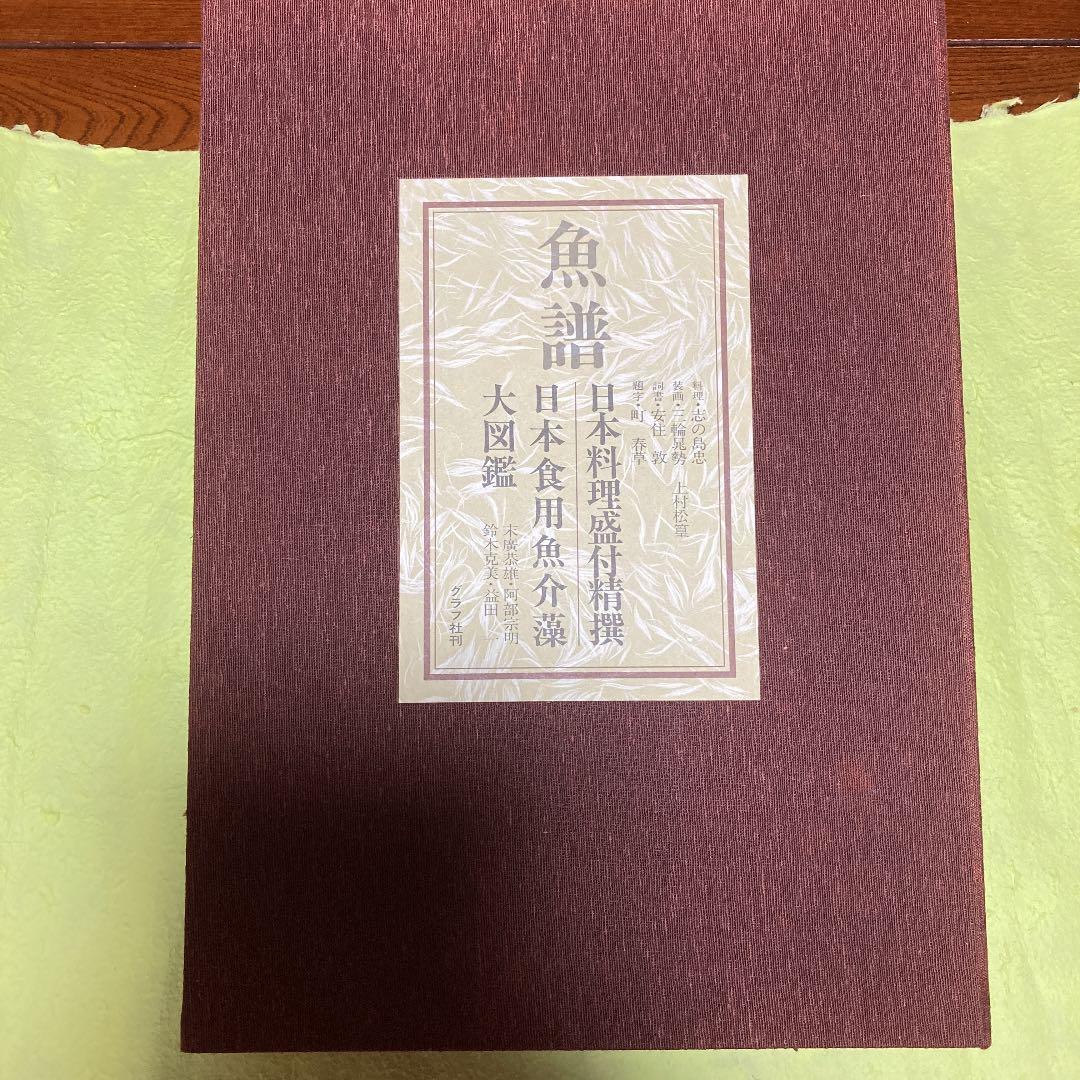 魚譜
料理・志の島忠
装画・三輪晁勢 上村松篁
詞書・安住 敦
題字・町 春草
日本料理盛付精撰
日本食用魚介藻
大図鑑
末廣恭雄・阿部宗明
鈴木克美・益田 一
グラフ社刊